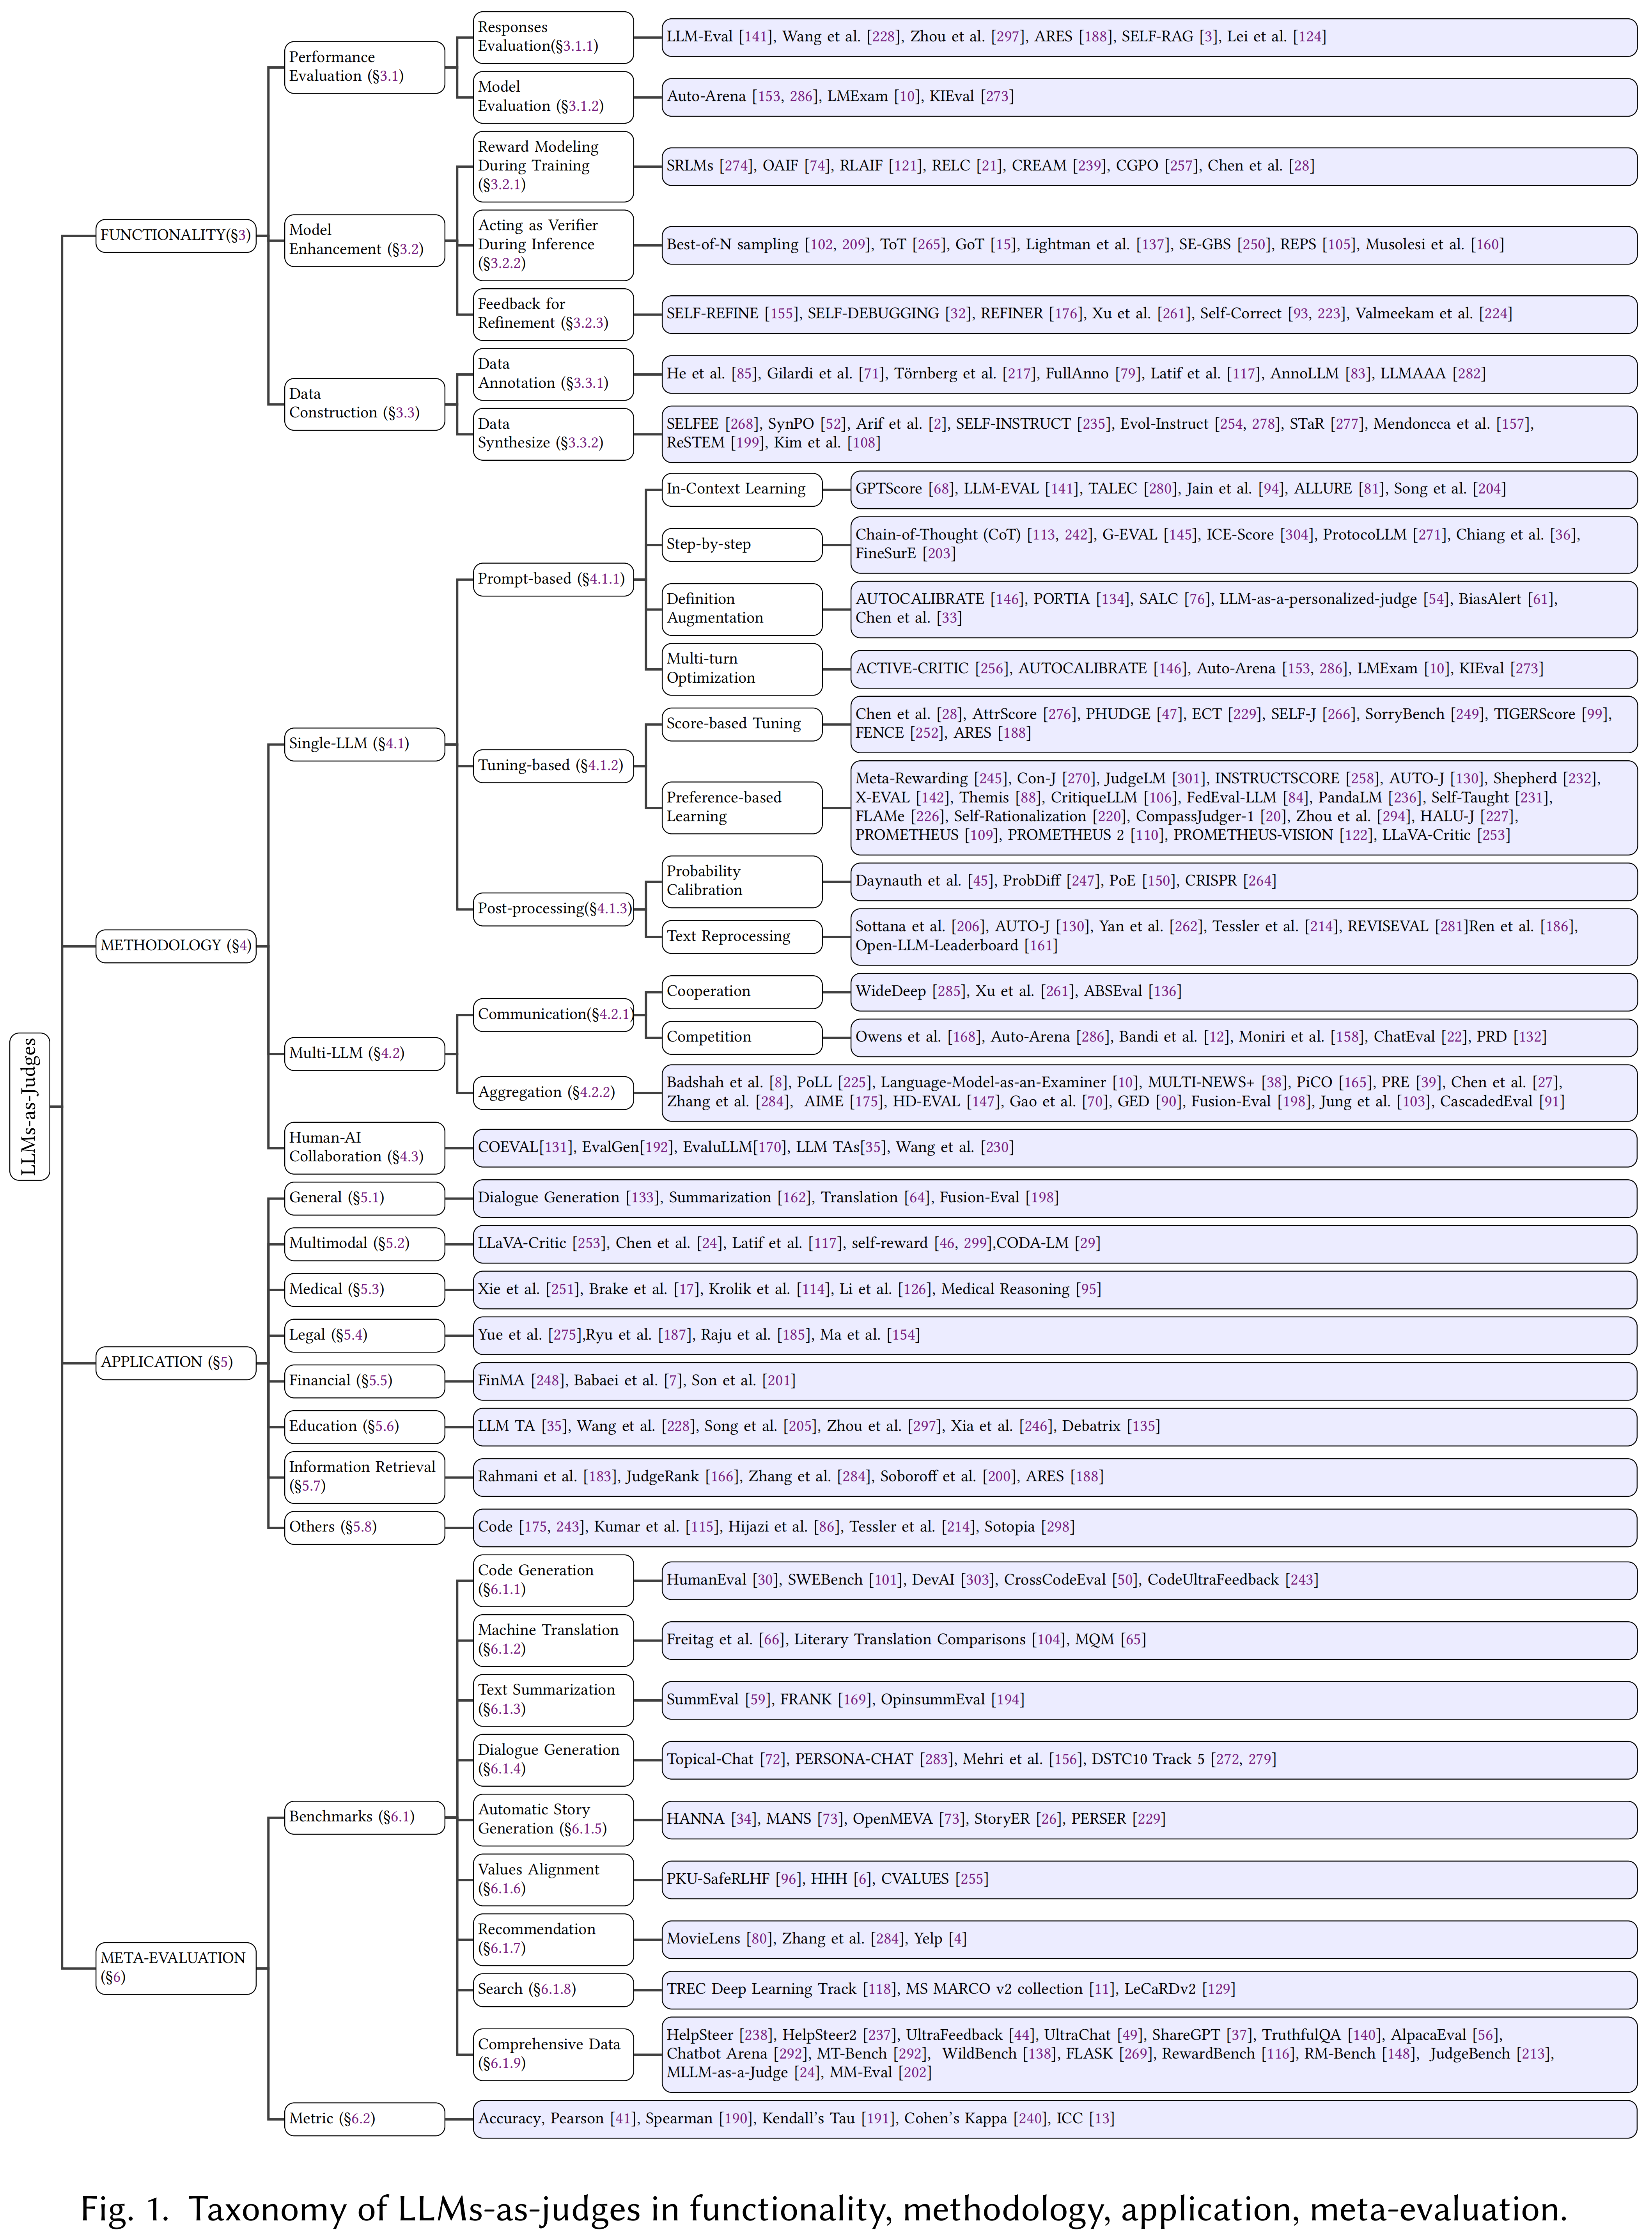 LLMs-as-Judges
FUNCTIONALITY(§3)
Performance
Evaluation (§3.1)
Responses
Evaluation(§3.1.1)
LLM-Eval [141], Wang et al. [228], Zhou et al. [297], ARES [188], SELF-RAG [3], Lei et al. [124]
Model
Evaluation (§3.1.2)
Auto-Arena [153, 286], LMExam [10], KIEval [273]
Model
Enhancement (§3.2)
Reward Modeling
During Training
(§3.2.1)
SRLMs [274], OAIF [74], RLAIF [121], RELC [21], CREAM [239], CGPO [257], Chen et al. [28]
Acting as Verifier
During Inference
(§3.2.2)
Best-of-N sampling [102, 209], ToT [265], GoT [15], Lightman et al. [137], SE-GBS [250], REPS [105], Musolesi et al. [160]
Feedback for
Refinement (§3.2.3)
SELF-REFINE [155], SELF-DEBUGGING [32], REFINER [176], Xu et al. [261], Self-Correct [93, 223], Valmeekam et al. [224]
Data
Construction (§3.3)
Data
Annotation (§3.3.1)
He et al. [85], Gilardi et al. [71], Törnberg et al. [217], FullAnno [79], Latif et al. [117], AnnoLLM [83], LLMAAA [282]
Data
Synthesize (§3.3.2)
SELFEE [268], SynPO [52], Arif et al. [2], SELF-INSTRUCT [235], Evol-Instruct [254, 278], STaR [277], Mendoncca et al. [157],
ReSTEM [199], Kim et al. [108]
METHODOLOGY (§4)
Single-LLM (§4.1)
Prompt-based (§4.1.1)
In-Context Learning
GPTScore [68], LLM-EVAL [141], TALEC [280], Jain et al. [94], ALLURE [81], Song et al. [204]
Step-by-step
Chain-of-Thought (CoT) [113, 242], G-EVAL [145], ICE-Score [304], ProtocoLLM [271], Chiang et al. [36],
FineSurE [203]
Definition
Augmentation
AUTOCALIBRATE [146], PORTIA [134], SALC [76], LLM-as-a-personalized-judge [54], BiasAlert [61],
Chen et al. [33]
Multi-turn
Optimization
ACTIVE-CRITIC [256], AUTOCALIBRATE [146], Auto-Arena [153, 286], LMExam [10], KIEval [273]
Tuning-based (§4.1.2)
Score-based Tuning
Chen et al. [28], AttrScore [276], PHUDGE [47], ECT [229], SELF-J [266], SorryBench [249], TIGERScore [99],
FENCE [252], ARES [188]
Preference-based
Learning
Meta-Rewarding [245], Con-J [270], JudgeLM [301], INSTRUCTSCORE [258], AUTO-J [130], Shepherd [232],
X-EVAL [142], Themis [88], CritiqueLLM [106], FedEval-LLM [84], PandaLM [236], Self-Taught [231],
FLAMe [226], Self-Rationalization [220], CompassJudger-1 [20], Zhou et al. [294], HALU-J [227],
PROMETHEUS [109], PROMETHEUS 2 [110], PROMETHEUS-VISION [122], LLaVA-Critic [253]
Post-processing(§4.1.3)
Probability
Calibration
Daynauth et al. [45], ProbDiff [247], PoE [150], CRISPR [264]
Text Reprocessing
Sottana et al. [206], AUTO-J [130], Yan et al. [262], Tessler et al. [214], REVISEVAL [281]Ren et al. [186],
Open-LLM-Leaderboard [161]
Multi-LLM (§4.2)
Communication(§4.2.1)
Cooperation
WideDeep [285], Xu et al. [261], ABSEval [136]
Competition
Owens et al. [168], Auto-Arena [286], Bandi et al. [12], Moniri et al. [158], ChatEval [22], PRD [132]
Aggregation (§4.2.2)
Badshah et al. [8], PoLL [225], Language-Model-as-an-Examiner [10], MULTI-NEWS+ [38], PiCO [165], PRE [39], Chen et al. [27],
Zhang et al. [284], AIME [175], HD-EVAL [147], Gao et al. [70], GED [90], Fusion-Eval [198], Jung et al. [103], CascadedEval [91]
Human-AI
Collaboration (§4.3)
COEVAL[131], EvalGen[192], EvaluLLM[170], LLM TAs[35], Wang et al. [230]
APPLICATION (§5)
General (§5.1)
Dialogue Generation [133], Summarization [162], Translation [64], Fusion-Eval [198]
Multimodal (§5.2)
LLaVA-Critic [253], Chen et al. [24], Latif et al. [117], self-reward [46, 299],CODA-LM [29]
Medical (§5.3)
Xie et al. [251], Brake et al. [17], Krolik et al. [114], Li et al. [126], Medical Reasoning [95]
Legal (§5.4)
Yue et al. [275],Ryu et al. [187], Raju et al. [185], Ma et al. [154]
Financial (§5.5)
FinMA [248], Babaei et al. [7], Son et al. [201]
Education (§5.6)
LLM TA [35], Wang et al. [228], Song et al. [205], Zhou et al. [297], Xia et al. [246], Debatrix [135]
Information Retrieval
(§5.7)
Rahmani et al. [183], JudgeRank [166], Zhang et al. [284], Soboroff et al. [200], ARES [188]
Others (§5.8)
Code [175, 243], Kumar et al. [115], Hijazi et al. [86], Tessler et al. [214], Sotopia [298]
META-EVALUATION
(§6)
Benchmarks (§6.1)
Code Generation
(§6.1.1)
HumanEval [30], SWEBench [101], DevAI [303], CrossCodeEval [50], CodeUltraFeedback [243]
Machine Translation
(§6.1.2)
Freitag et al. [66], Literary Translation Comparisons [104], MQM [65]
Text Summarization
(§6.1.3)
SummEval [59], FRANK [169], OpinsummEval [194]
Dialogue Generation
(§6.1.4)
Topical-Chat [72], PERSONA-CHAT [283], Mehri et al. [156], DSTC10 Track 5 [272, 279]
Automatic Story
Generation (§6.1.5)
HANNA [34], MANS [73], OpenMEVA [73], StoryER [26], PERSER [229]
Values Alignment
(§6.1.6)
PKU-SafeRLHF [96], HHH [6], CVALUES [255]
Recommendation
(§6.1.7)
MovieLens [80], Zhang et al. [284], Yelp [4]
Search (§6.1.8)
TREC Deep Learning Track [118], MS MARCO v2 collection [11], LeCaRDv2 [129]
Comprehensive Data
(§6.1.9)
HelpSteer [238], HelpSteer2 [237], UltraFeedback [44], UltraChat [49], ShareGPT [37], TruthfulQA [140], AlpacaEval [56],
Chatbot Arena [292], MT-Bench [292], WildBench [138], FLASK [269], RewardBench [116], RM-Bench [148], JudgeBench [213],
MLLM-as-a-Judge [24], MM-Eval [202]
Metric (§6.2)
Accuracy, Pearson [41], Spearman [190], Kendall's Tau [191], Cohen's Kappa [240], ICC [13]
Fig. 1. Taxonomy of LLMs-as-judges in functionality, methodology, application, meta-evaluation.